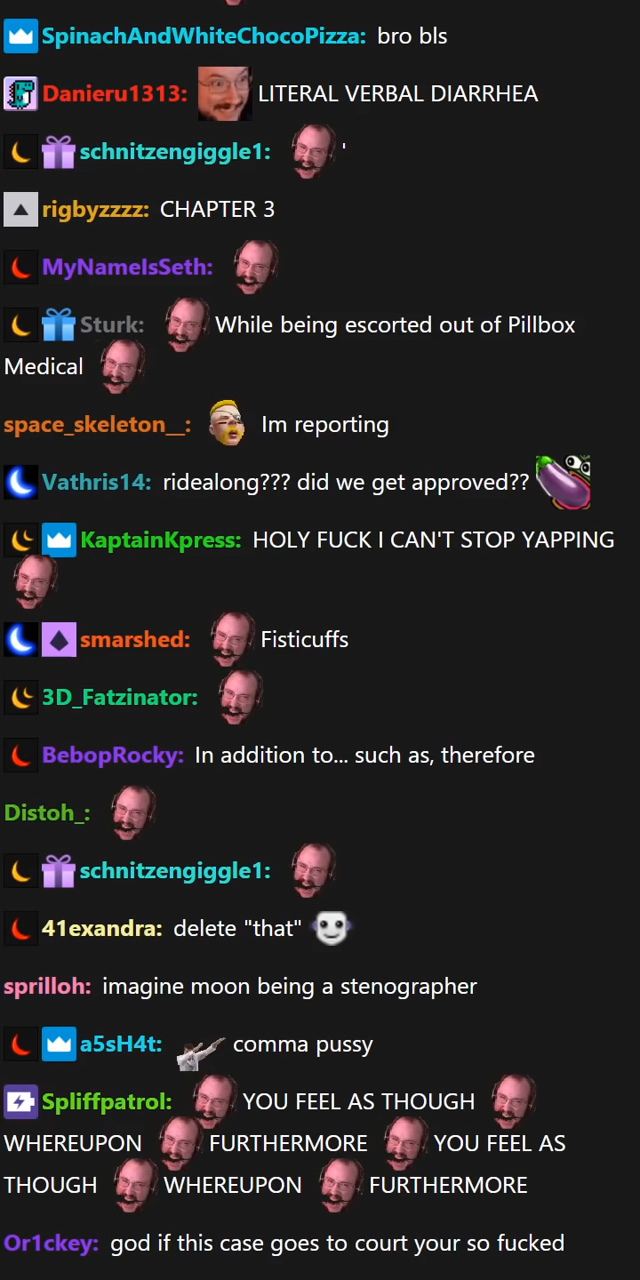 SpinachAndWhiteChocoPizza: bro bls
Danieru1313: LITERAL VERBAL DIARRHEA
schnitzengiggle1: '
rigbyzzzz: CHAPTER 3
MyNameIsSeth:
Sturk: While being escorted out of Pillbox
Medical
space_skeleton__: Im reporting
Vathris14: ridealong??? did we get approved??
KaptainKpress: HOLY FUCK I CAN'T STOP YAPPING
smarshed: Fisticuffs
3D_Fatzinator:
BebopRocky: In addition to... such as, therefore
Distoh_:
schnitzengiggle1:
41exandra: delete "that"
sprilloh: imagine moon being a stenographer
a5sH4t: comma pussy
Spliffpatrol: YOU FEEL AS THOUGH
WHEREUPON FURTHERMORE YOU FEEL AS
THOUGH WHEREUPON FURTHERMORE
Or1ckey: god if this case goes to court your so fucked